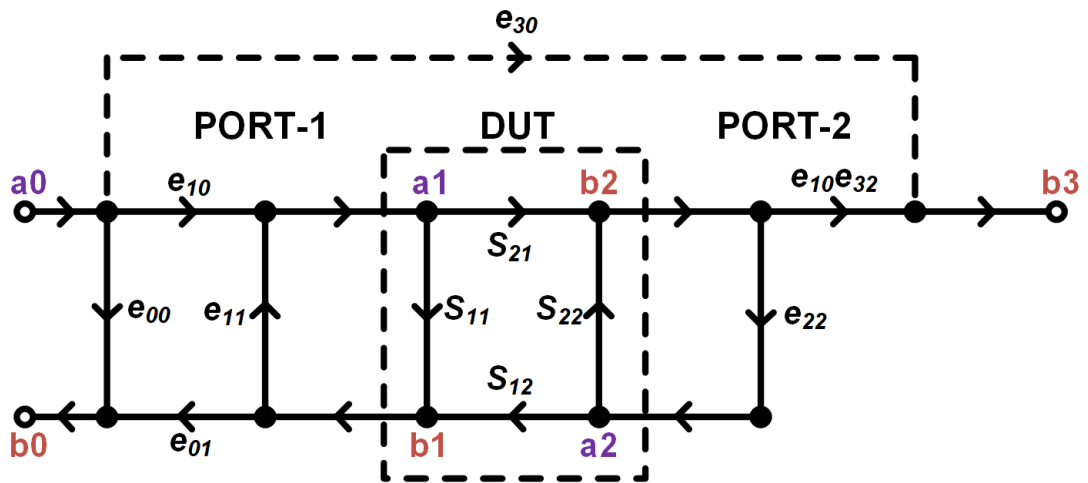 e30
PORT-1 DUT PORT-2
a0 e10 a1 b2 e10e32 b3
S21
e00 e11 S11 S22 e22
S12
b0 e01 b1 a2